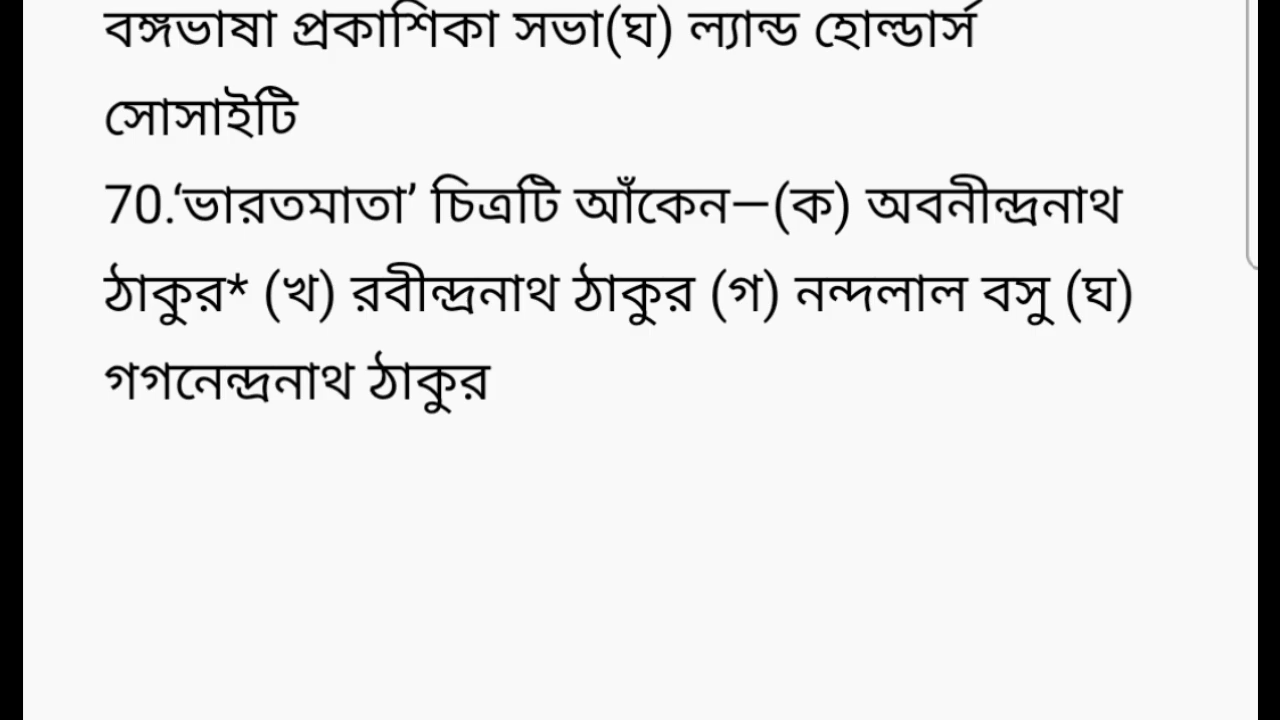 বঙ্গভাষা প্রকাশিকা সভা(ঘ) ল্যান্ড হোল্ডার্স
সোসাইটি
70.‘ভারতমাতা’ চিত্রটি আঁকেন—(ক) অবনীন্দ্রনাথ
ঠাকুর* (খ) রবীন্দ্রনাথ ঠাকুর (গ) নন্দলাল বসু (ঘ)
গগনেন্দ্রনাথ ঠাকুর